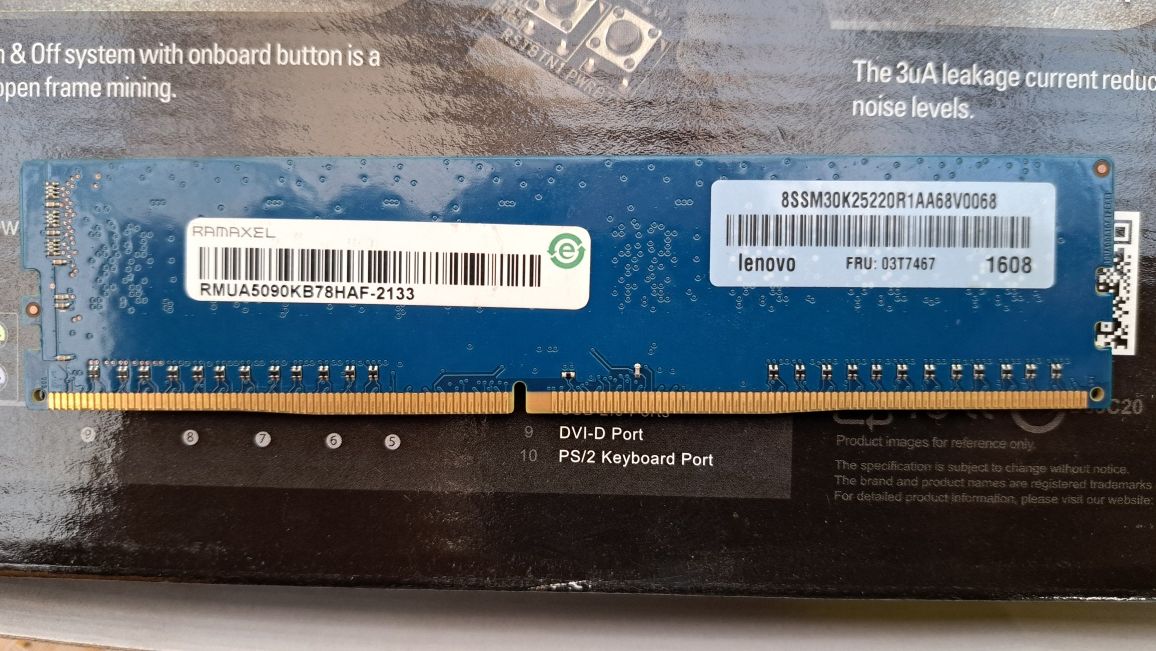 n & Off system with onboard button is a
open frame mining.
RSTBTN1
The 3uA leakage current reduc
noise levels.
RAMAXEL
e
RMUA5090KB78HAF-2133
8SSM30K25220R1AA68V0068
lenovo FRU: 03T7467 1608
9 8 7 6 5
9 DVI-D Port
10 PS/2 Keyboard Port
C20
Product images for reference only.
The specification is subject to change without notice.
The brand and product names are registered trademarks
For detailed product information, please visit our website: